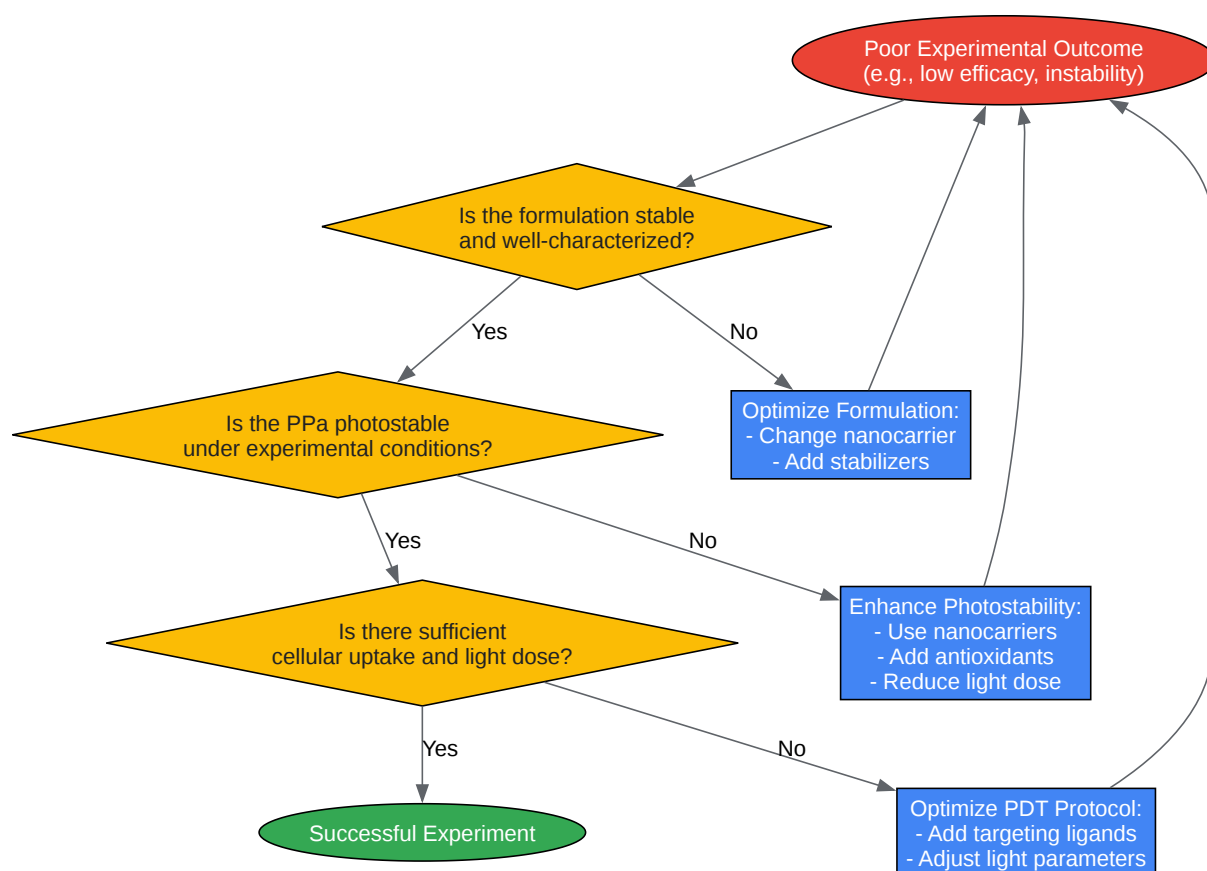 Poor Experimental Outcome
(e.g., low efficacy, instability)
Is the formulation stable
and well-characterized?
Yes
No
Is the PPa photostable
under experimental conditions?
Optimize Formulation:
- Change nanocarrier
- Add stabilizers
Yes
No
Is there sufficient
cellular uptake and light dose?
Enhance Photostability:
- Use nanocarriers
- Add antioxidants
- Reduce light dose
Yes
No
Successful Experiment
Optimize PDT Protocol:
- Add targeting ligands
- Adjust light parameters